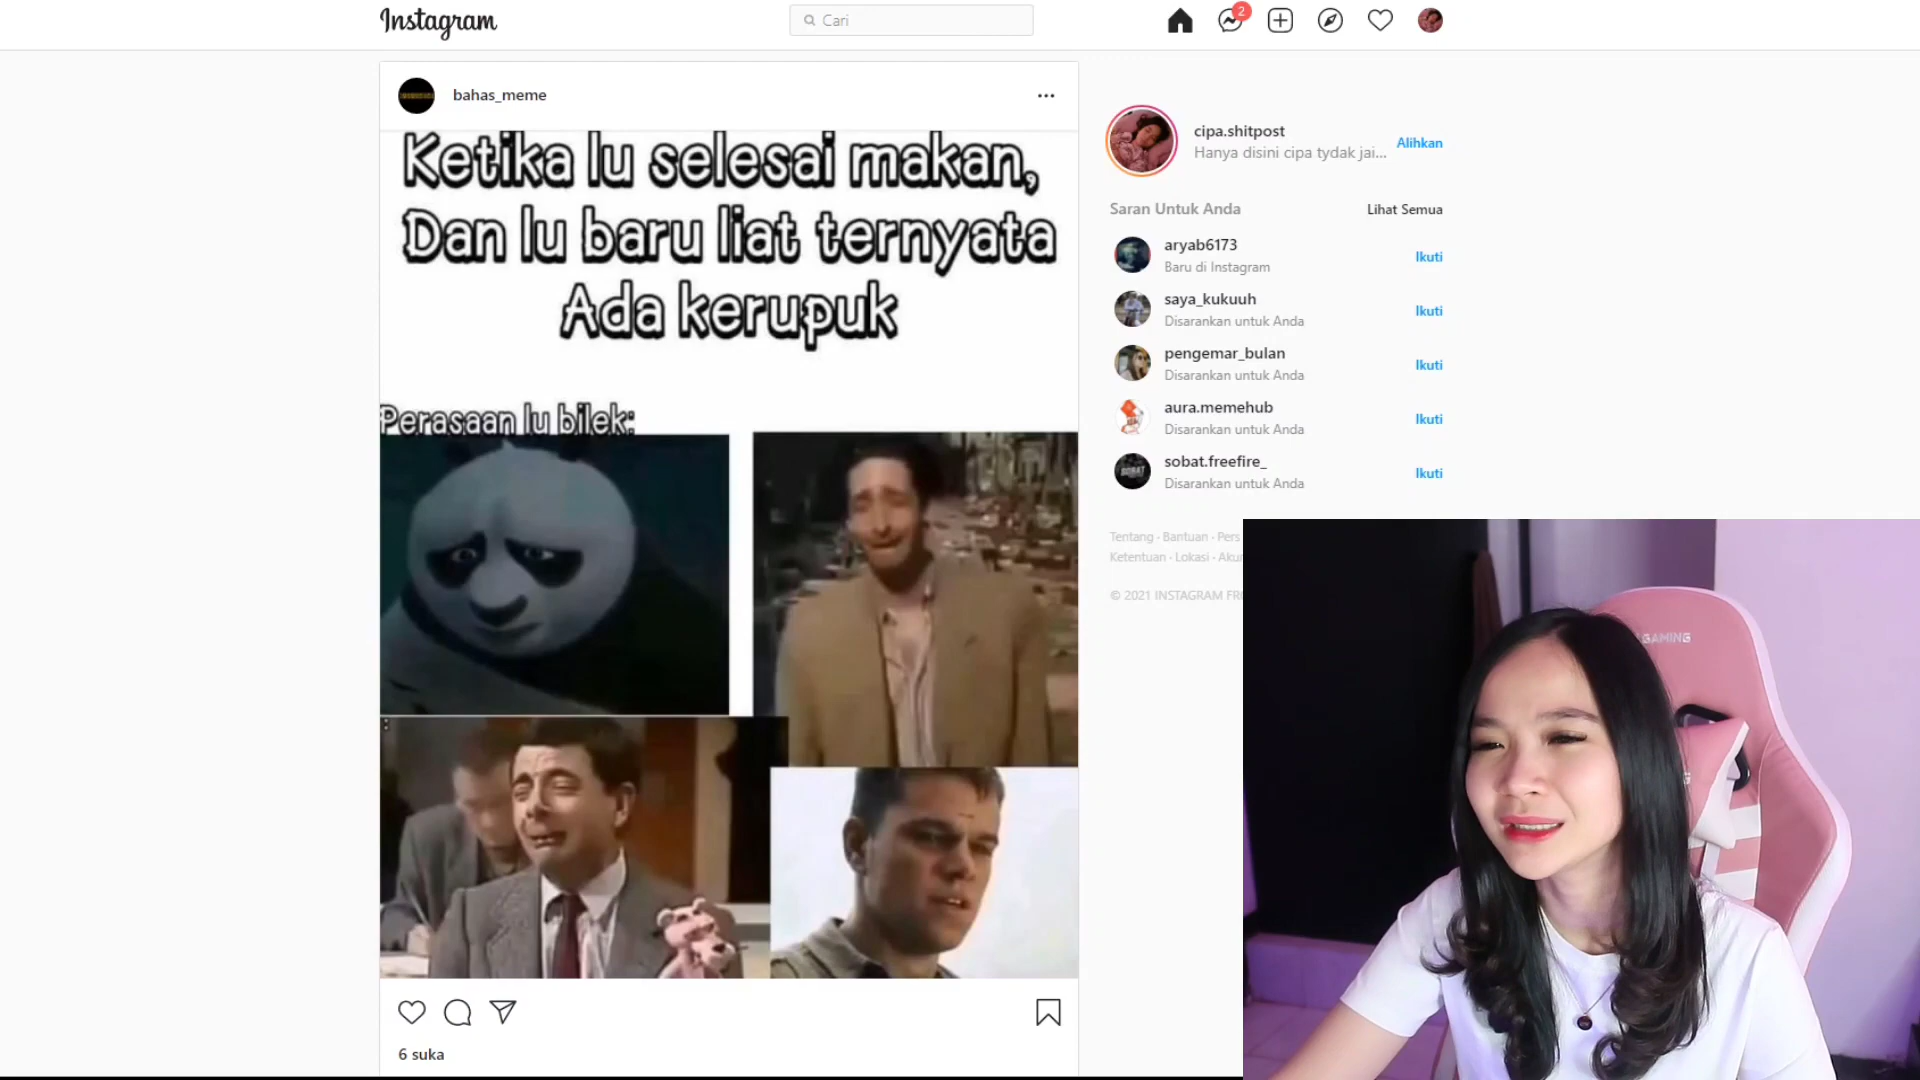 Instagram
Cari
2
bahas_meme
Ketika lu selesai makan,
Dan lu baru liat ternyata
Ada kerupuk
Perasaan lu bilek:
6 suka
cipa.shitpost
Hanya disini cipa tydak jai...
Alihkan
Saran Untuk Anda
Lihat Semua
aryab6173
Baru di Instagram
Ikuti
saya_kukuuh
Disarankan untuk Anda
Ikuti
pengemar_bulan
Disarankan untuk Anda
Ikuti
aura.memehub
Disarankan untuk Anda
Ikuti
sobat.freefire_
Disarankan untuk Anda
Ikuti
Tentang · Bantuan · Pers
Ketentuan · Lokasi · Akun
© 2021 INSTAGRAM FR
GAMING